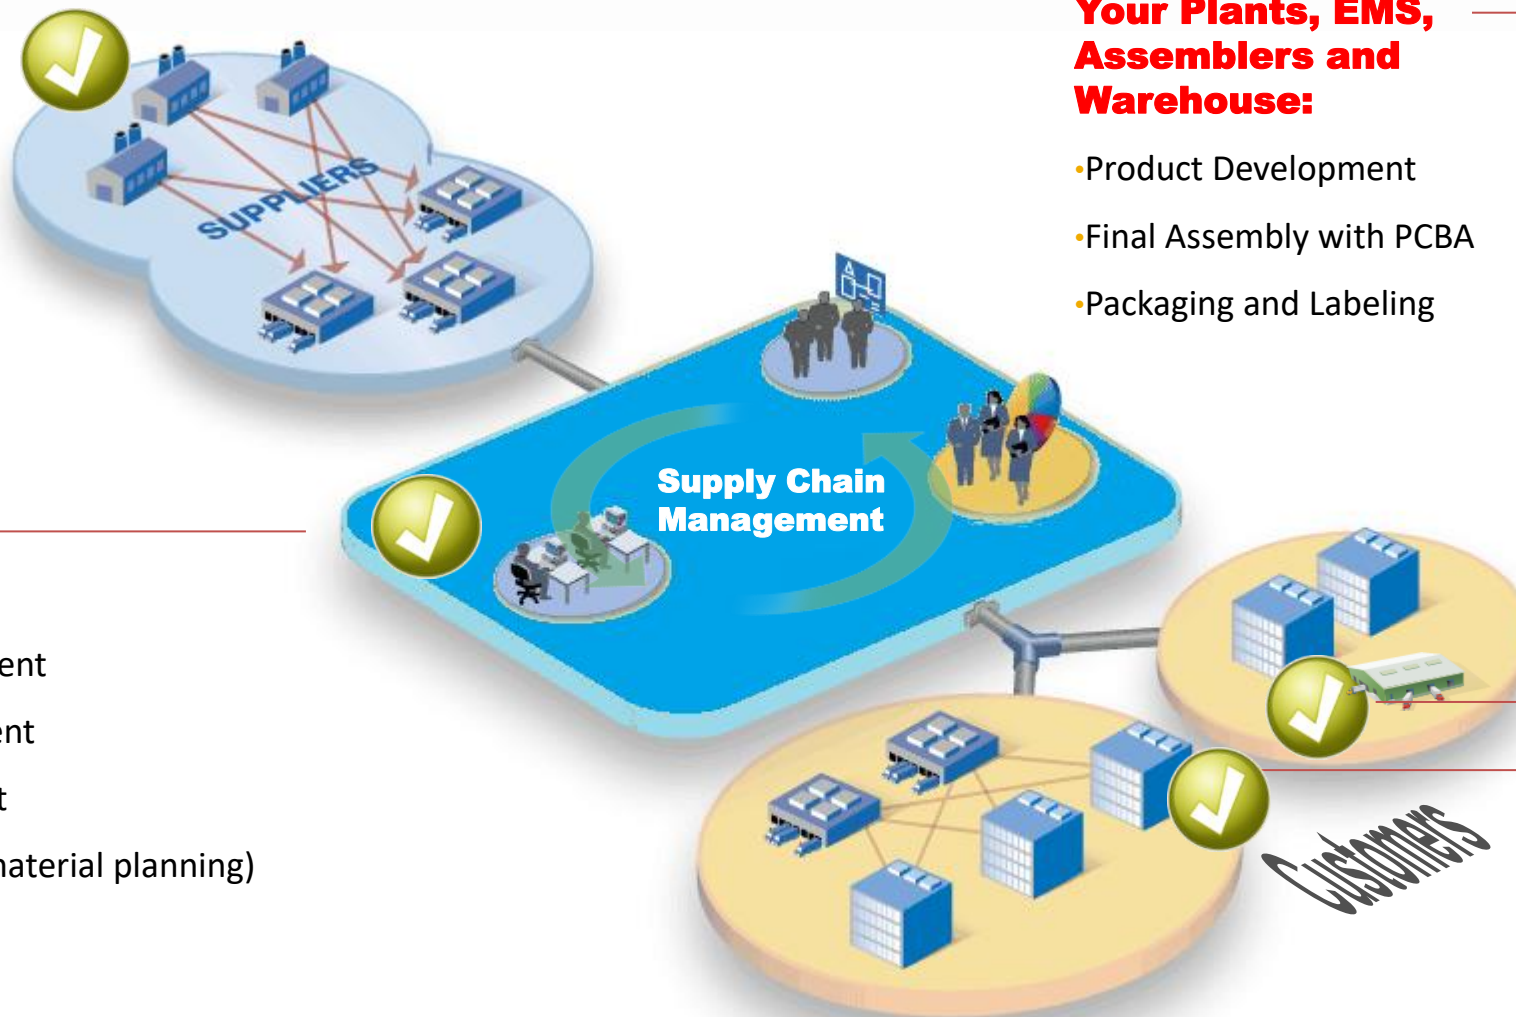 Your Plants, EMS,
Assemblers and
Warehouse:
•Product Development
•Final Assembly with PCBA
•Packaging and Labeling
SUPPLIERS
Supply Chain
Management
ent
ent
t
naterial planning)
Customers